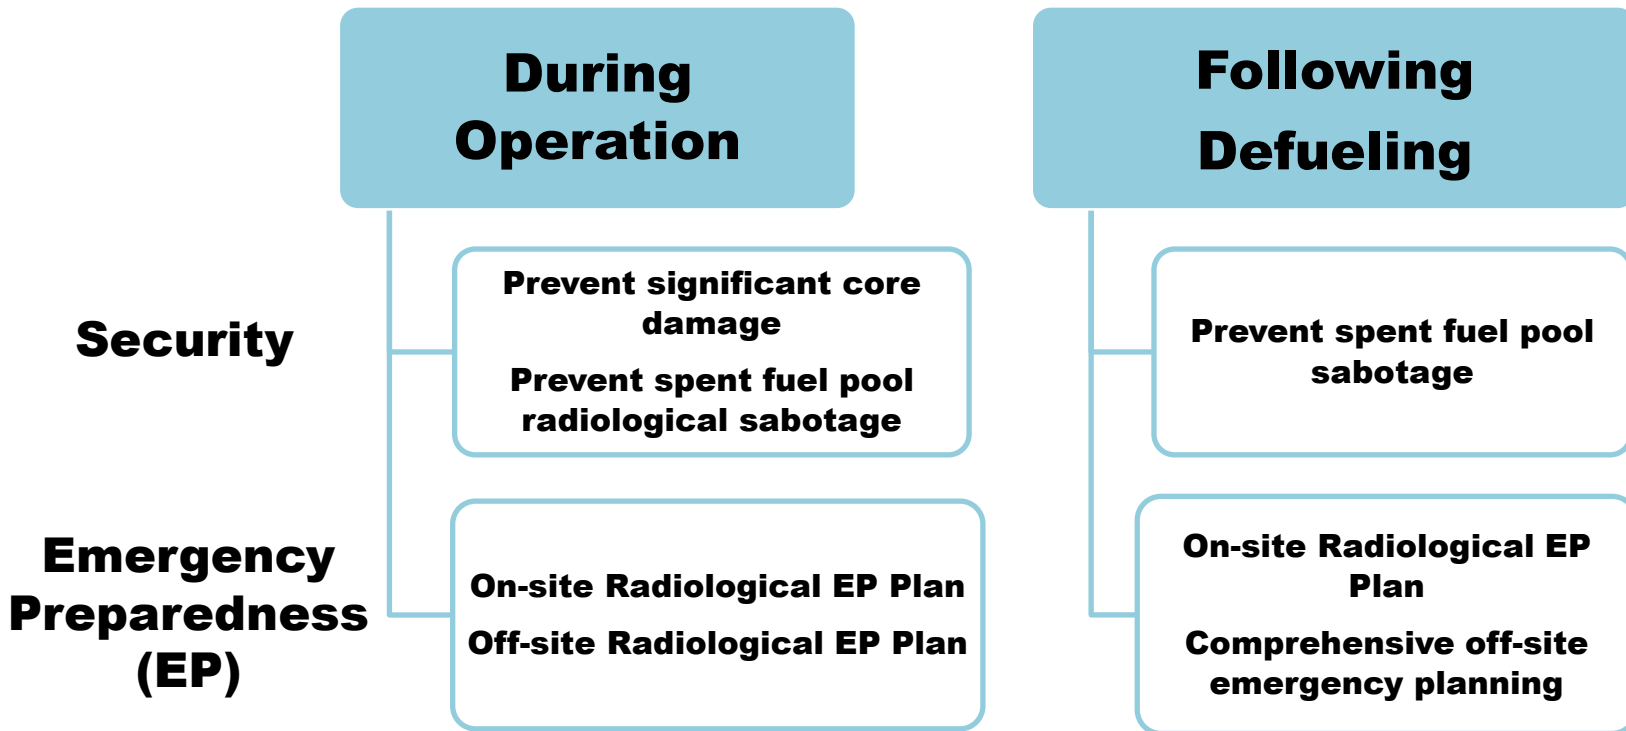 During
Operation
Following
Defueling
Security
Prevent significant core
damage
Prevent spent fuel pool
radiological sabotage
Prevent spent fuel pool
sabotage
Emergency
Preparedness
(EP)
On-site Radiological EP Plan
Off-site Radiological EP Plan
On-site Radiological EP
Plan
Comprehensive off-site
emergency planning